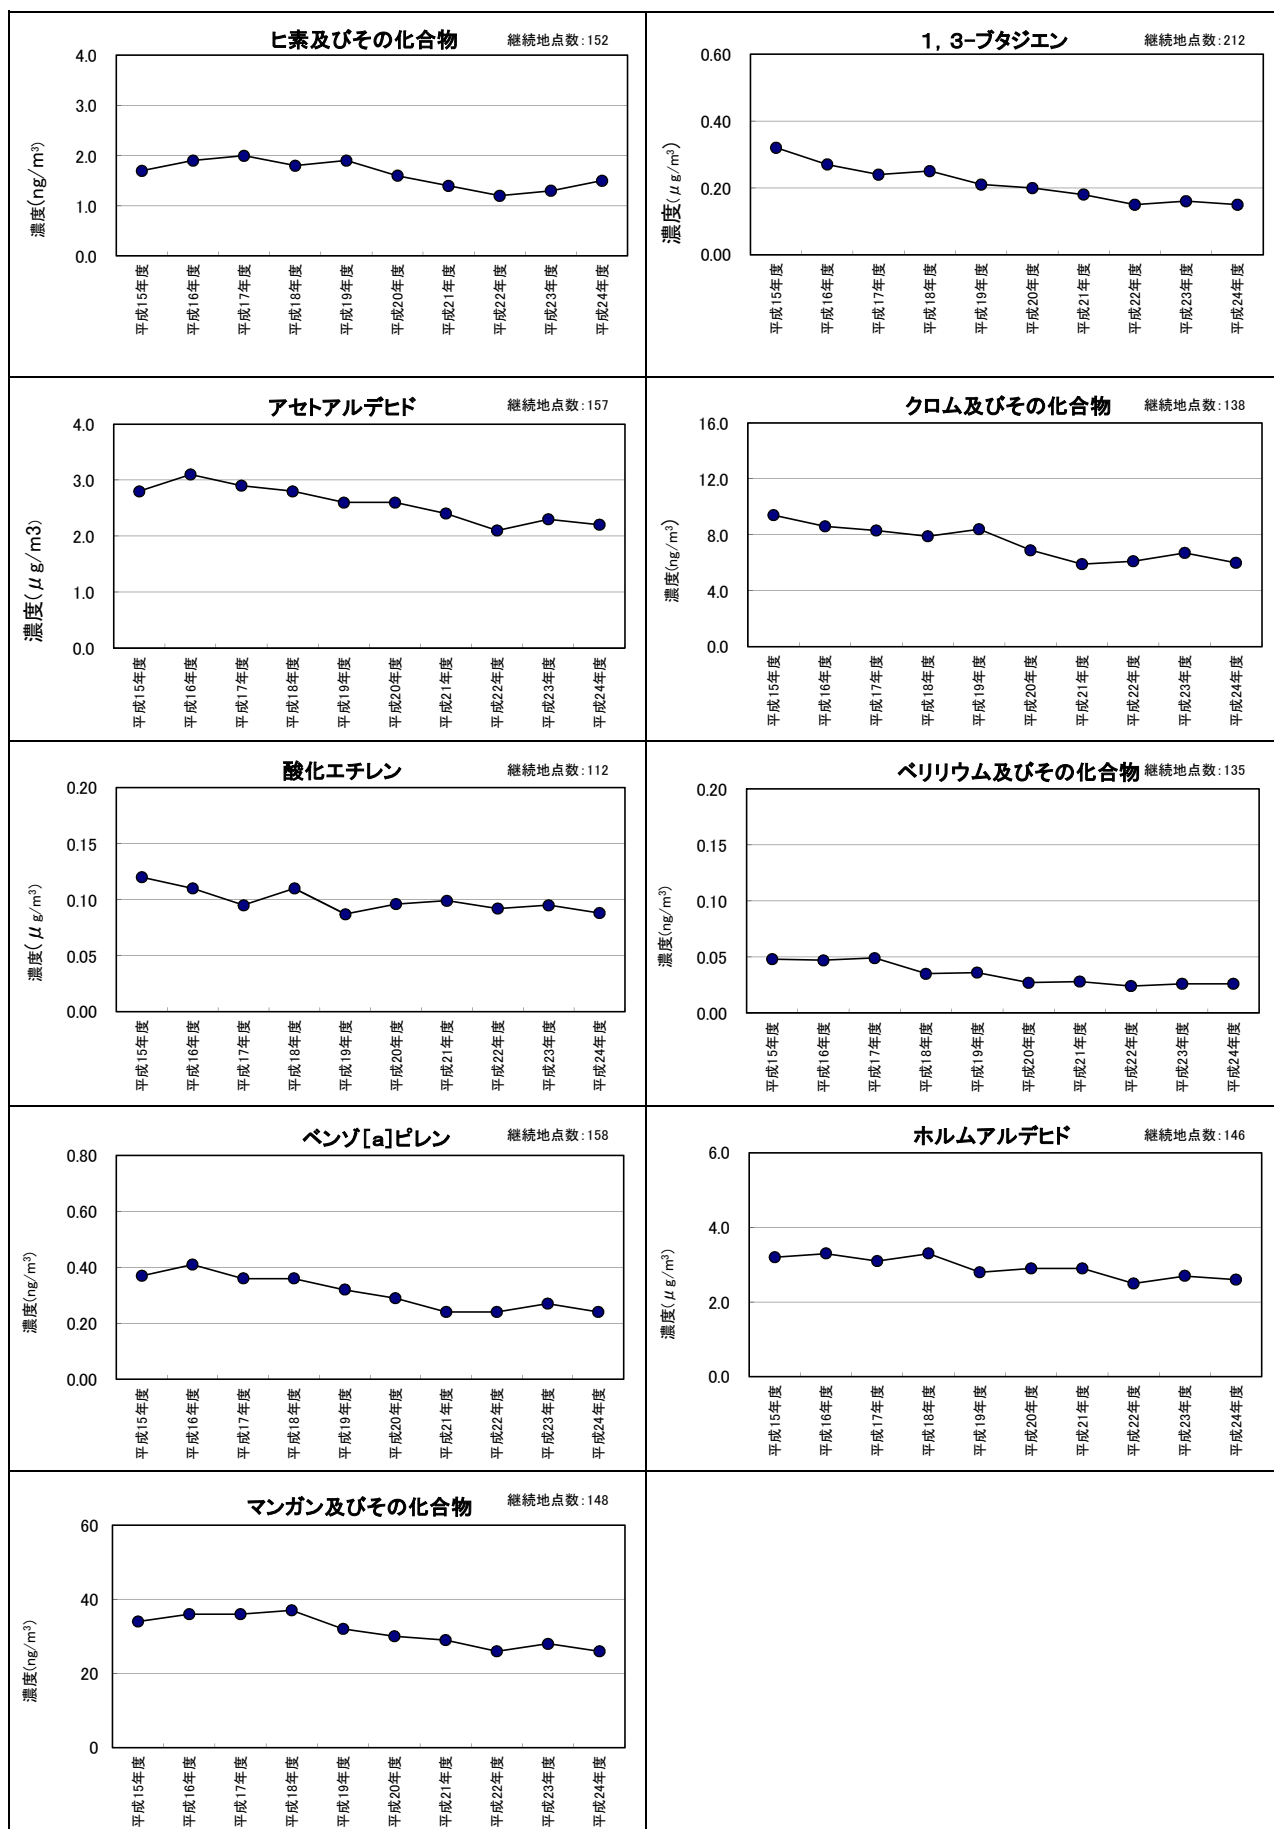 ヒ素及びその化合物 継続地点数:152
4.0
3.0
2.0
1.0
0.0
濃度(ng/m³)
平成15年度
平成16年度
平成17年度
平成18年度
平成19年度
平成20年度
平成21年度
平成22年度
平成23年度
平成24年度
1,3-ブタジエン 継続地点数:212
0.60
0.40
0.20
0.00
濃度(μg/m³)
平成15年度
平成16年度
平成17年度
平成18年度
平成19年度
平成20年度
平成21年度
平成22年度
平成23年度
平成24年度
アセトアルデヒド 継続地点数:157
4.0
3.0
2.0
1.0
0.0
濃度(μg/m3)
平成15年度
平成16年度
平成17年度
平成18年度
平成19年度
平成20年度
平成21年度
平成22年度
平成23年度
平成24年度
クロム及びその化合物 継続地点数:138
16.0
12.0
8.0
4.0
0.0
濃度(ng/m³)
平成15年度
平成16年度
平成17年度
平成18年度
平成19年度
平成20年度
平成21年度
平成22年度
平成23年度
平成24年度
酸化エチレン 継続地点数:112
0.20
0.15
0.10
0.05
0.00
濃度(μg/m³)
平成15年度
平成16年度
平成17年度
平成18年度
平成19年度
平成20年度
平成21年度
平成22年度
平成23年度
平成24年度
ベリリウム及びその化合物 継続地点数:135
0.20
0.15
0.10
0.05
0.00
濃度(ng/m³)
平成15年度
平成16年度
平成17年度
平成18年度
平成19年度
平成20年度
平成21年度
平成22年度
平成23年度
平成24年度
ベンゾ[a]ピレン 継続地点数:158
0.80
0.60
0.40
0.20
0.00
濃度(ng/m³)
平成15年度
平成16年度
平成17年度
平成18年度
平成19年度
平成20年度
平成21年度
平成22年度
平成23年度
平成24年度
ホルムアルデヒド 継続地点数:146
6.0
4.0
2.0
0.0
濃度(μg/m³)
平成15年度
平成16年度
平成17年度
平成18年度
平成19年度
平成20年度
平成21年度
平成22年度
平成23年度
平成24年度
マンガン及びその化合物 継続地点数:148
60
40
20
0
濃度(ng/m³)
平成15年度
平成16年度
平成17年度
平成18年度
平成19年度
平成20年度
平成21年度
平成22年度
平成23年度
平成24年度